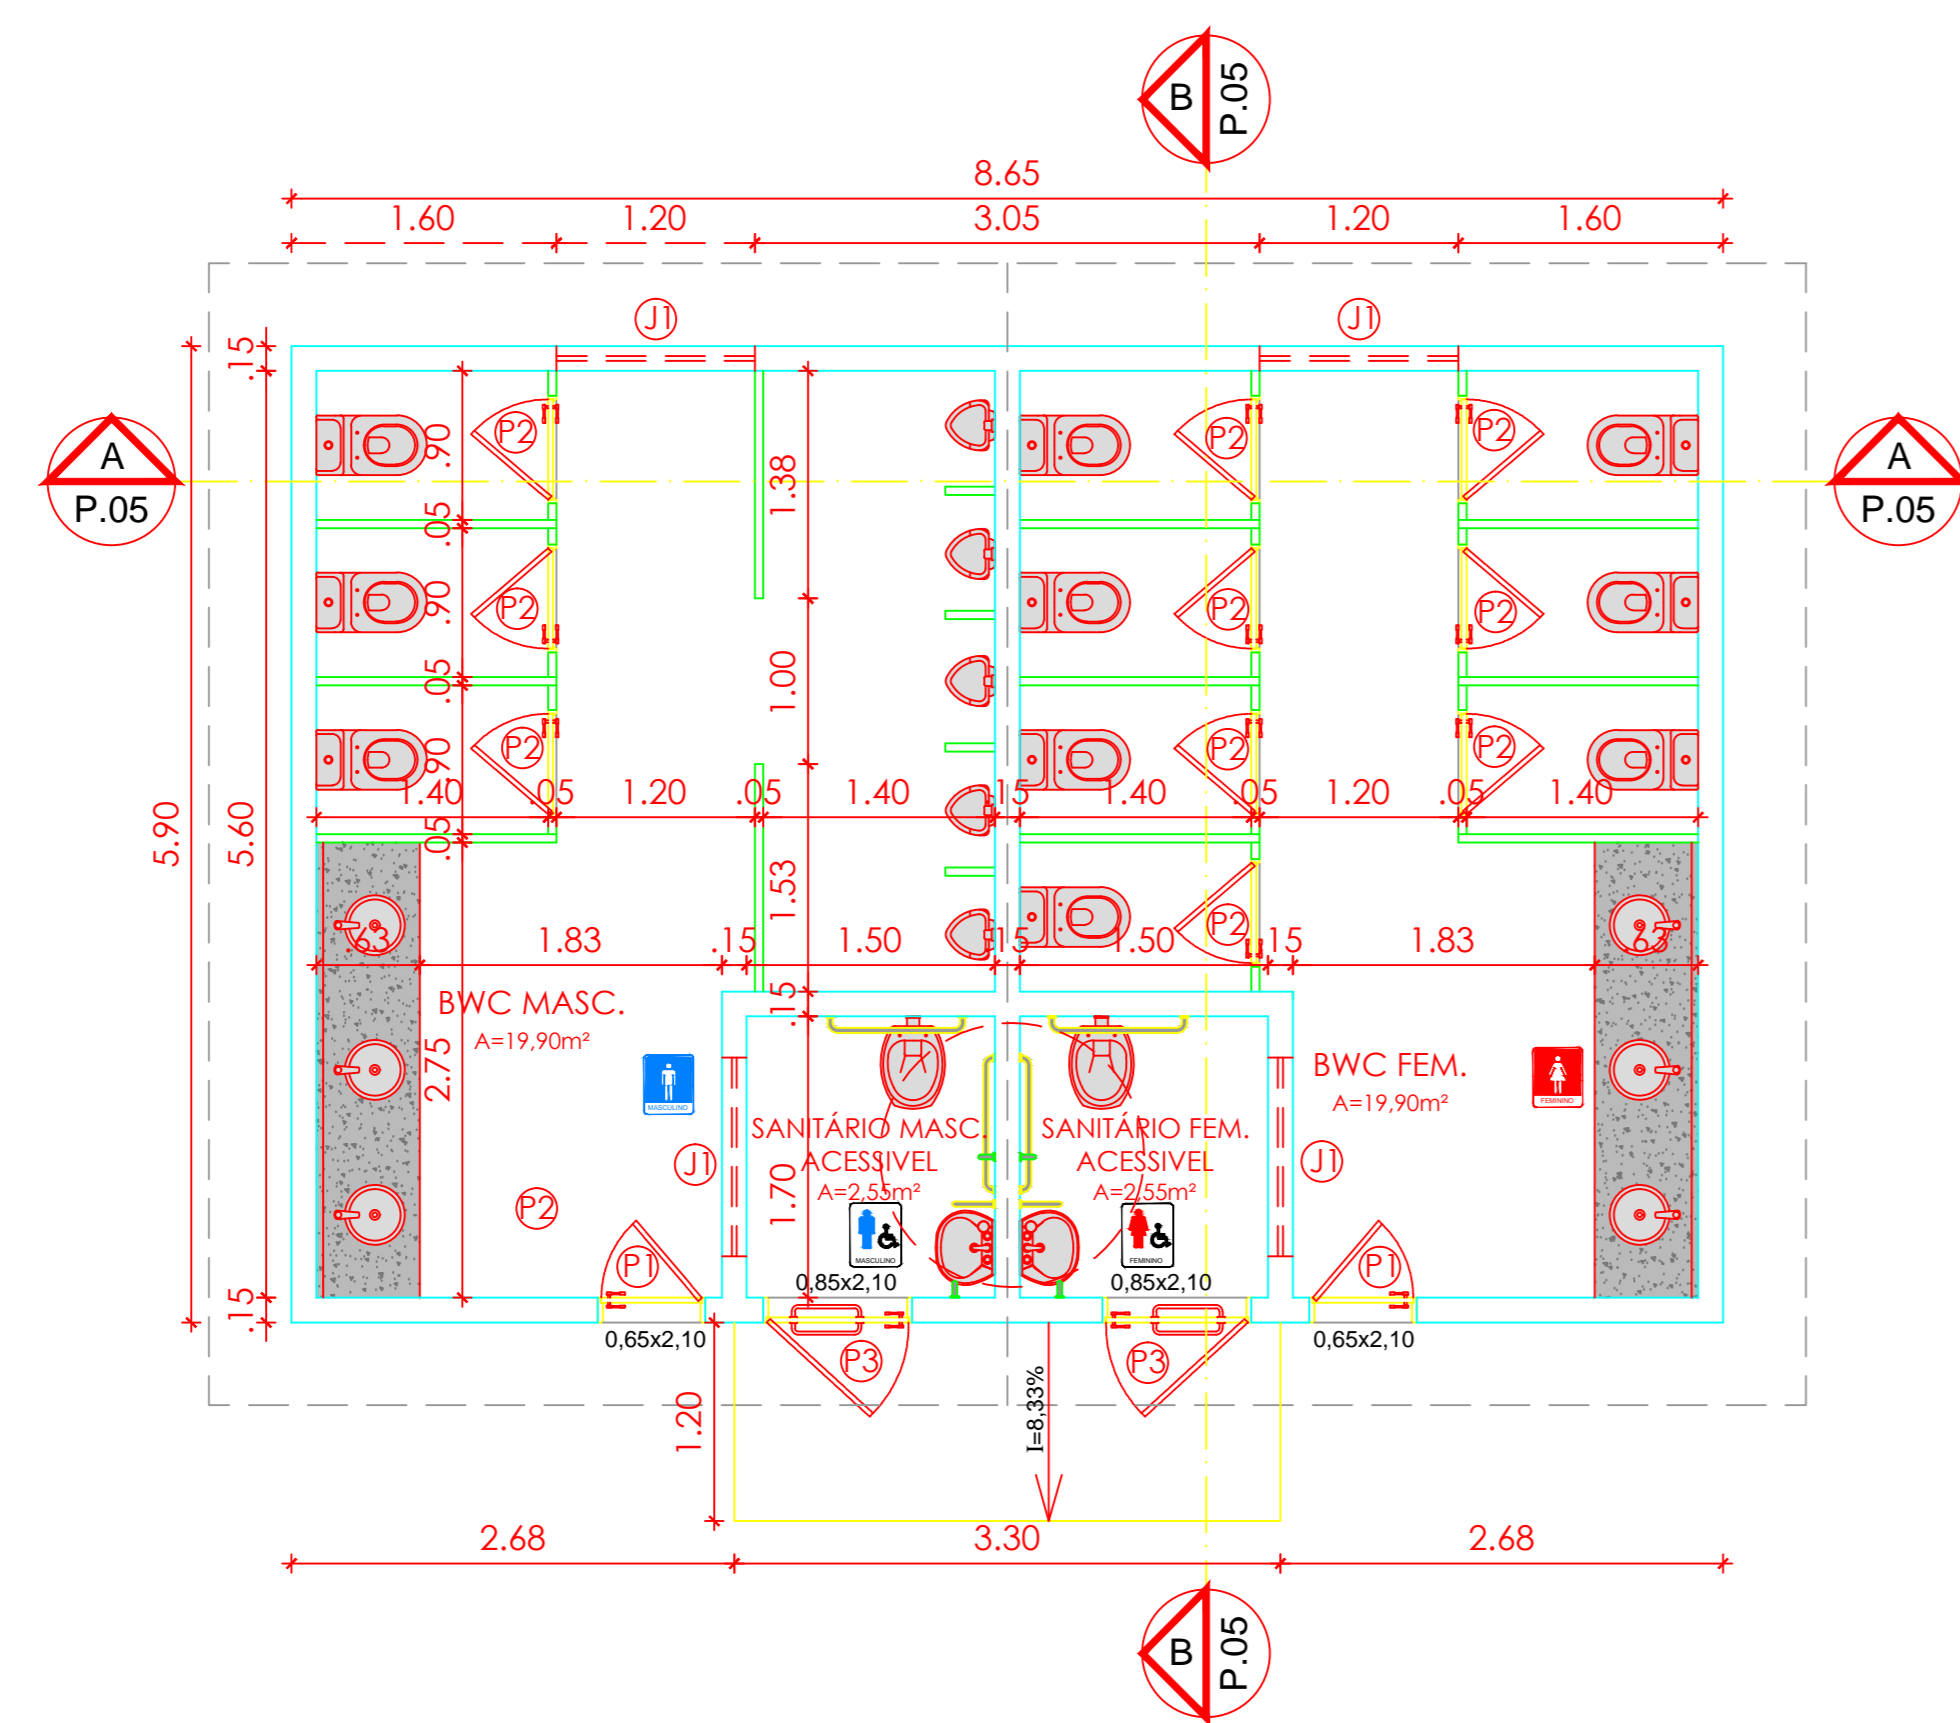 B
P.05
8.65
1.60 1.20 3.05 1.20 1.60
J1 J1
.15
A
P.05
A
P.05
P2 P2 P2
.90
1.38
.05
P2 P2 P2
.90
1.00
.05
P2 P2 P2
.90
1.40 .05 1.20 .05 1.40 .15 1.40 .05 1.20 .05 1.40
5.90
5.60
.05
1.53
P2
.63 1.83 .15 1.50 .15 1.50 .15 1.83 .63
.15
BWC MASC.
A=19,90m²
2.75
MASCULINO
BWC FEM.
A=19,90m²
FEMININO
SANITÁRIO MASC.
ACESSIVEL
A=2,55m²
SANITÁRIO FEM.
ACESSIVEL
A=2,55m²
J1 J1
1.70
P2
MASCULINO
FEMININO
P1 P1
0,85x2,10 0,85x2,10
.15
0,65x2,10 0,65x2,10
P3 P3
1.20
I=8,33%
2.68 3.30 2.68
B
P.05